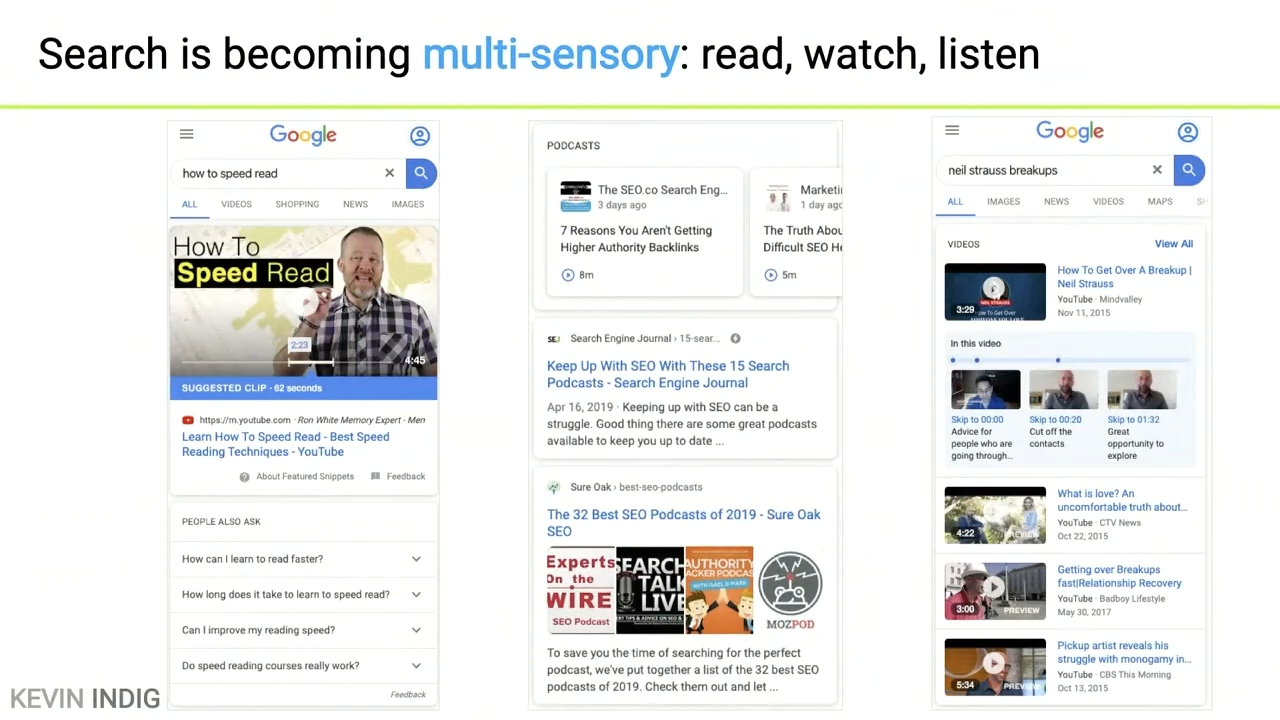 Search is becoming multi-sensory: read, watch, listen
Google
how to speed read
ALL VIDEOS SHOPPING NEWS IMAGES
How To
Speed Read
2:23
4:45
SUGGESTED CLIP · 62 seconds
https://m.youtube.com · Ron White Memory Expert - Men
Learn How To Speed Read - Best Speed
Reading Techniques - YouTube
About Featured Snippets Feedback
PEOPLE ALSO ASK
How can I learn to read faster?
How long does it take to learn to speed read?
Can I improve my reading speed?
Do speed reading courses really work?
Feedback
PODCASTS
The SEO.co Search Eng...
3 days ago
7 Reasons You Aren't Getting
Higher Authority Backlinks
8m
Marketin
1 day ago
The Truth Abou
Difficult SEO He
5m
SEJ
Search Engine Journal › 15-sear...
Keep Up With SEO With These 15 Search
Podcasts - Search Engine Journal
Apr 16, 2019 · Keeping up with SEO can be a
struggle. Good thing there are some great podcasts
available to keep you up to date ...
Sure Oak › best-seo-podcasts
The 32 Best SEO Podcasts of 2019 - Sure Oak
SEO
Experts
On the
WIRE
SEO Podcast
SEARCH
TALK
LIVE
AUTHORITY
HACKER PODCAST
WITH GAEL & MARK
MOZPOD
To save you the time of searching for the perfect
podcast, we've put together a list of the 32 best SEO
podcasts of 2019. Check them out and let ...
Google
neil strauss breakups
ALL IMAGES NEWS VIDEOS MAPS SH
VIDEOS View All
3:29
How To Get Over A Breakup |
Neil Strauss
YouTube · Mindvalley
Nov 11, 2015
In this video
Skip to 00:00
Advice for
people who are
going through...
Skip to 00:20
Cut off the
contacts
Skip to 01:32
Great
opportunity to
explore
4:22
PREVIEW
What is love? An
uncomfortable truth about...
YouTube · CTV News
Oct 22, 2015
3:00
PREVIEW
Getting over Breakups
fast|Relationship Recovery
YouTube · Badboy Lifestyle
May 30, 2017
5:34
PREVIEW
Pickup artist reveals his
struggle with monogamy in...
YouTube · CBS This Morning
Oct 13, 2015
KEVIN INDIG